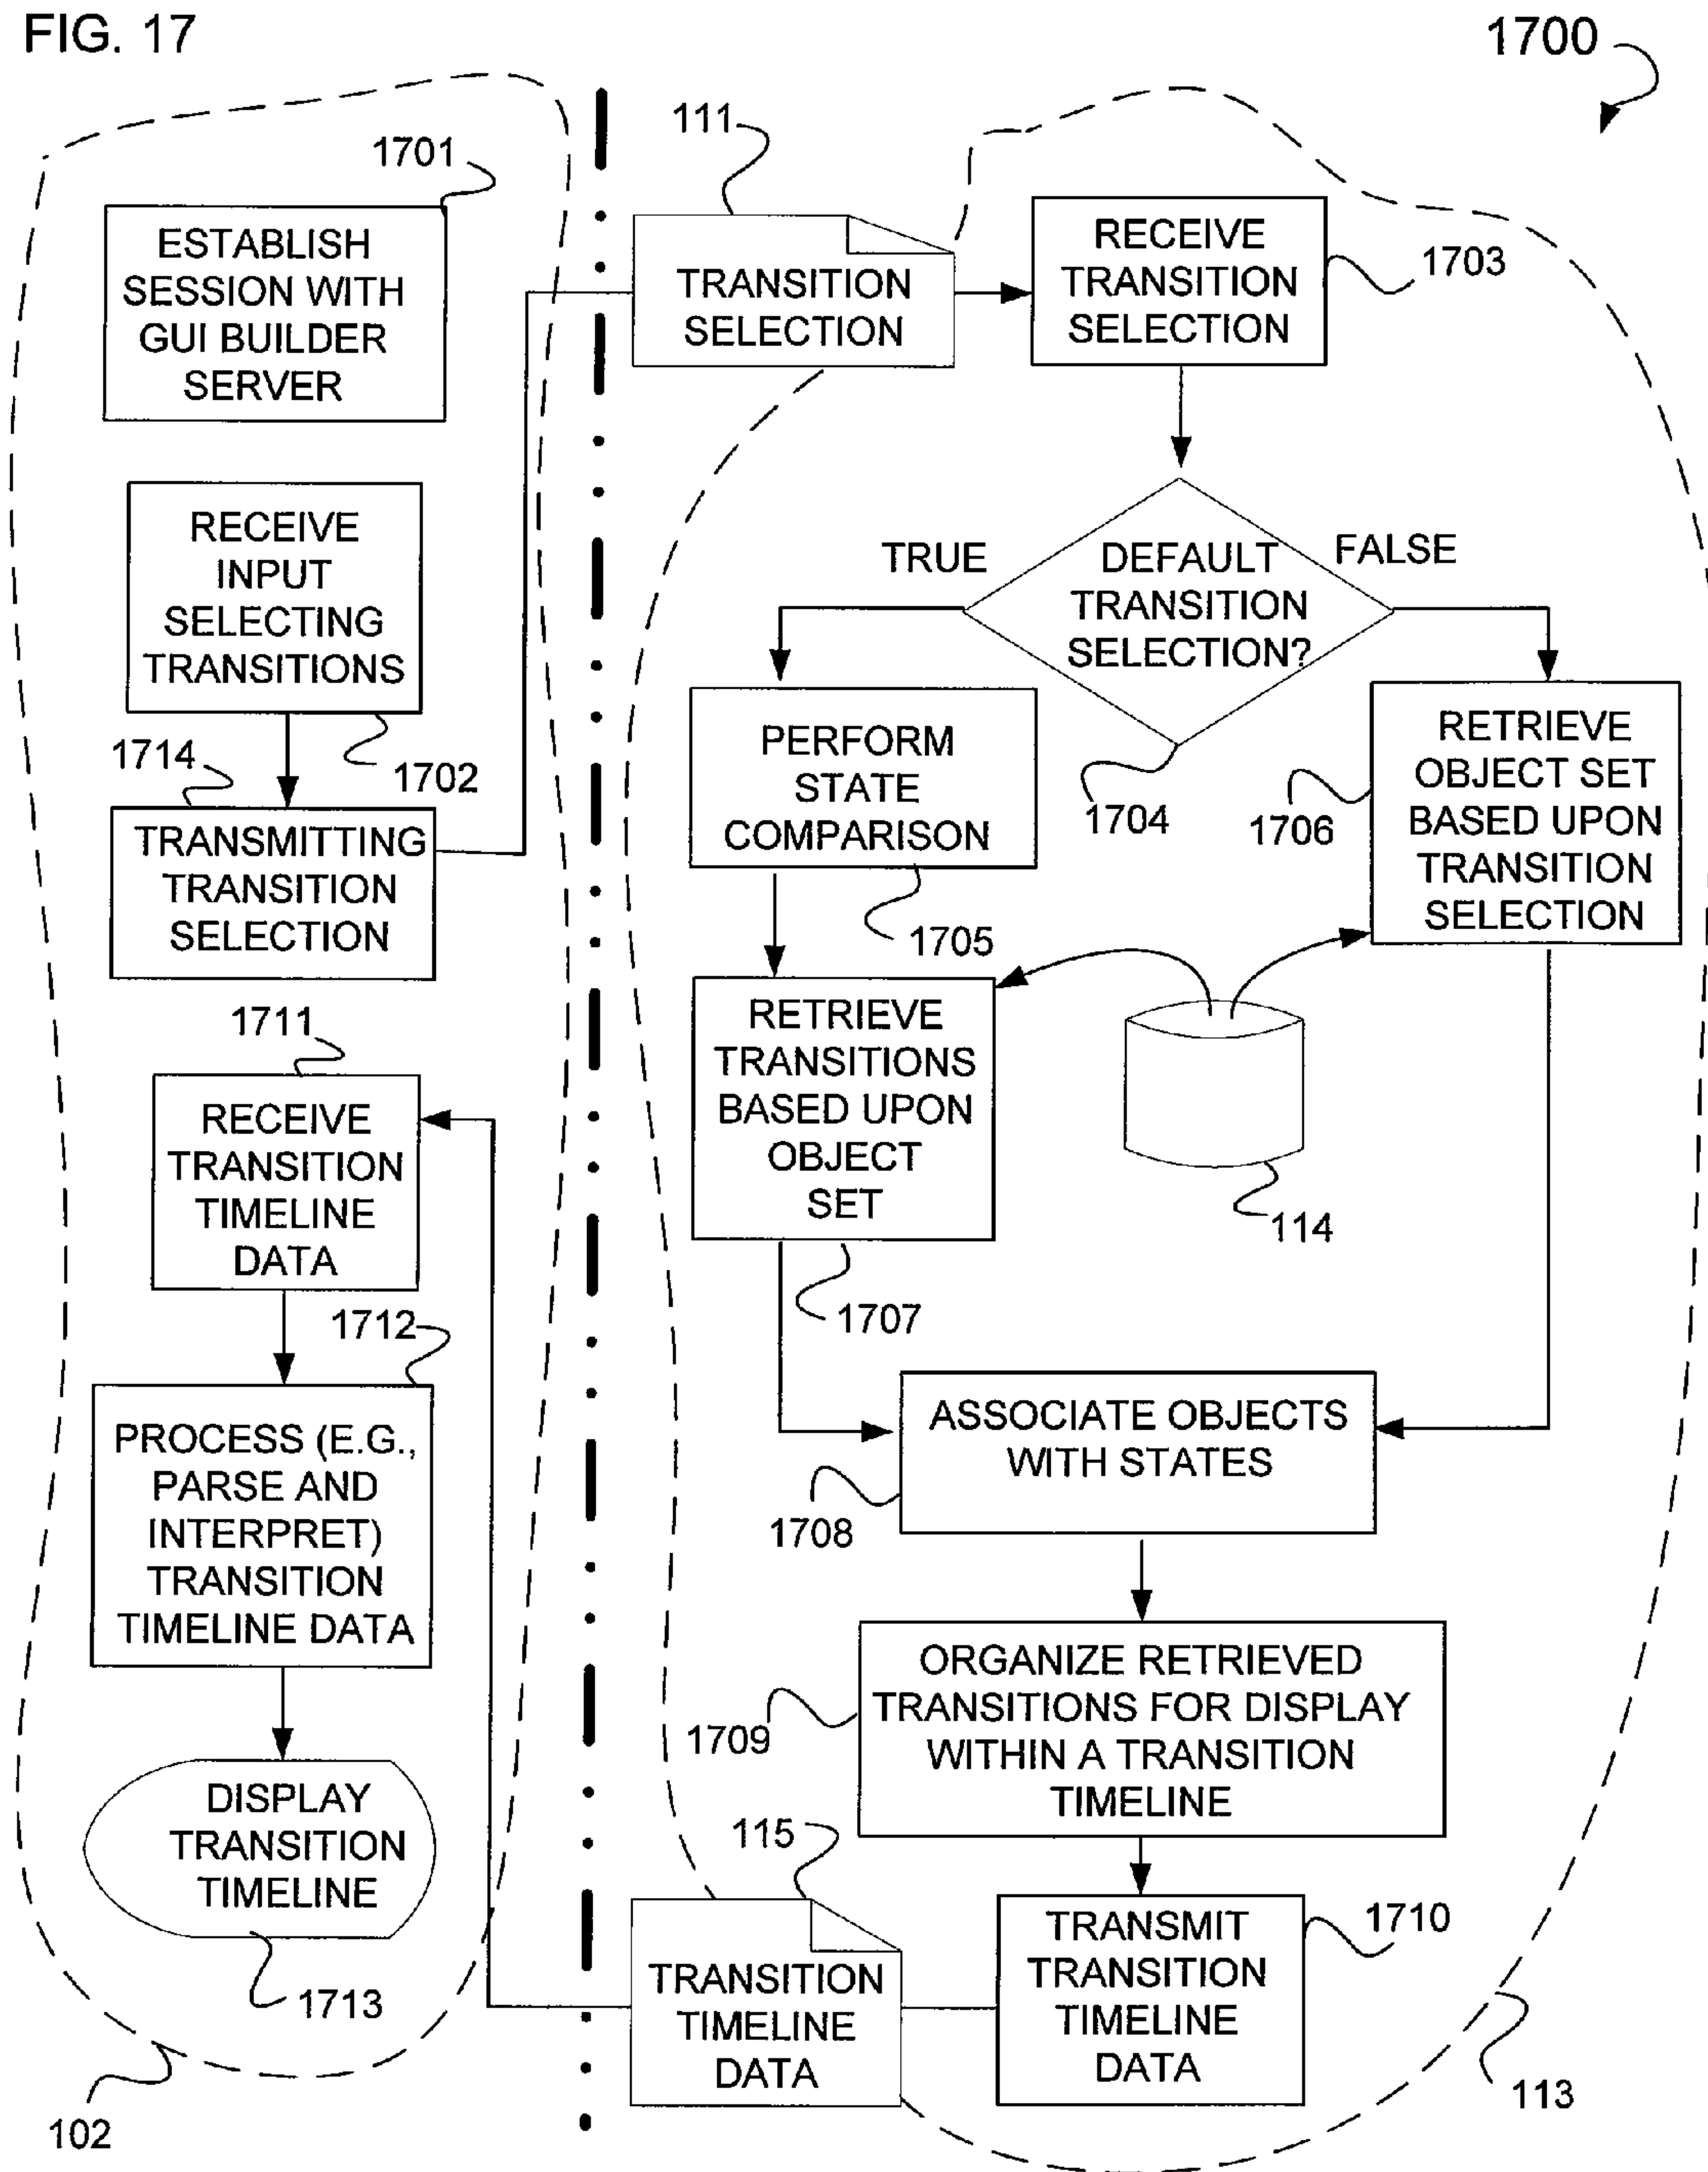 FIG. 17
1700
1701
ESTABLISH
SESSION WITH
GUI BUILDER
SERVER
RECEIVE
INPUT
SELECTING
TRANSITIONS
1702
1714
TRANSMITTING
TRANSITION
SELECTION
1711
RECEIVE
TRANSITION
TIMELINE
DATA
1712
PROCESS (E.G.,
PARSE AND
INTERPRET)
TRANSITION
TIMELINE DATA
DISPLAY
TRANSITION
TIMELINE
1713
102
111
TRANSITION
SELECTION
RECEIVE
TRANSITION
SELECTION
1703
TRUE
DEFAULT
TRANSITION
SELECTION?
FALSE
1704
PERFORM
STATE
COMPARISON
1705
RETRIEVE
OBJECT SET
BASED UPON
TRANSITION
SELECTION
1706
RETRIEVE
TRANSITIONS
BASED UPON
OBJECT
SET
1707
114
ASSOCIATE OBJECTS
WITH STATES
1708
ORGANIZE RETRIEVED
TRANSITIONS FOR DISPLAY
WITHIN A TRANSITION
TIMELINE
1709
115
TRANSITION
TIMELINE
DATA
TRANSMIT
TRANSITION
TIMELINE
DATA
1710
113